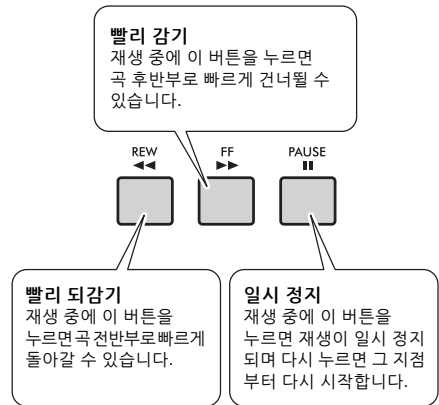 빨리 감기
재생 중에 이 버튼을 누르면
곡 후반부로 빠르게 건너뛸 수
있습니다.
REW FF PAUSE
빨리 되감기
재생 중에 이 버튼을
누르면곡전반부로빠르게
돌아갈 수 있습니다.
일시 정지
재생 중에 이 버튼을
누르면 재생이 일시 정지
되며 다시 누르면 그 지점
부터 다시 시작합니다.